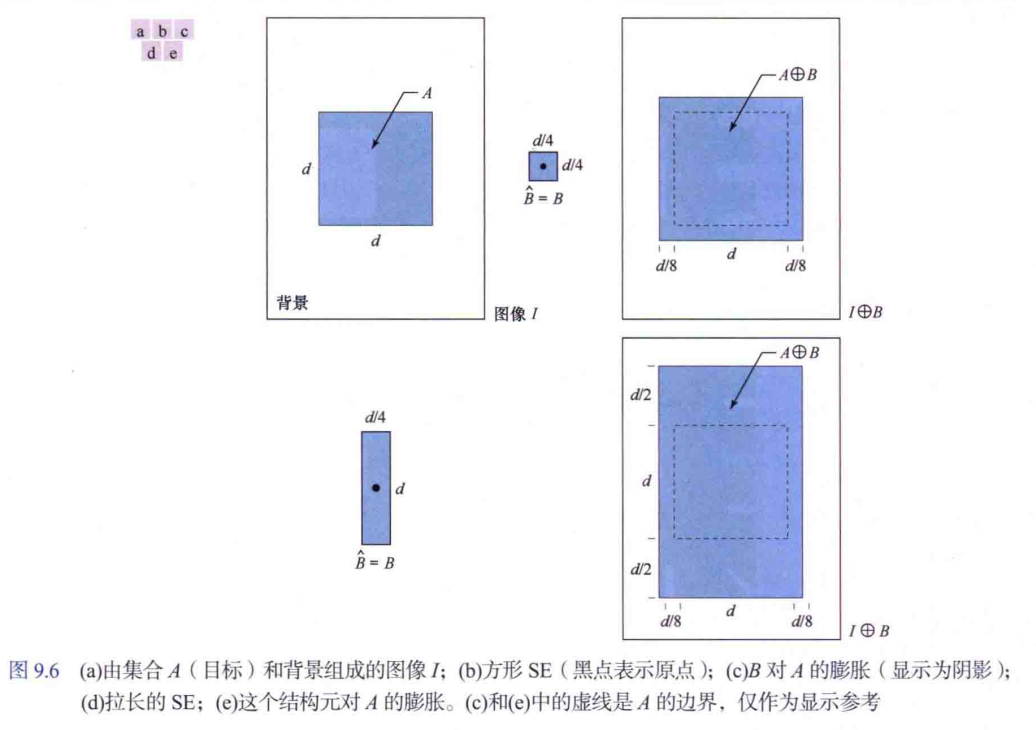 a b c
d e
A
d
d
背景
图像 I
d/4
d/4
B̂ = B
A⊕B
d
d/8
d/8
I⊕B
d/4
d
B̂ = B
A⊕B
d/2
d
d/2
d
d/8
d/8
I⊕B
图 9.6 (a)由集合 A（目标）和背景组成的图像 I；(b)方形 SE（黑点表示原点）；(c)B 对 A 的膨胀（显示为阴影）；
(d)拉长的 SE；(e)这个结构元对 A 的膨胀。(c)和(e)中的虚线是 A 的边界，仅作为显示参考